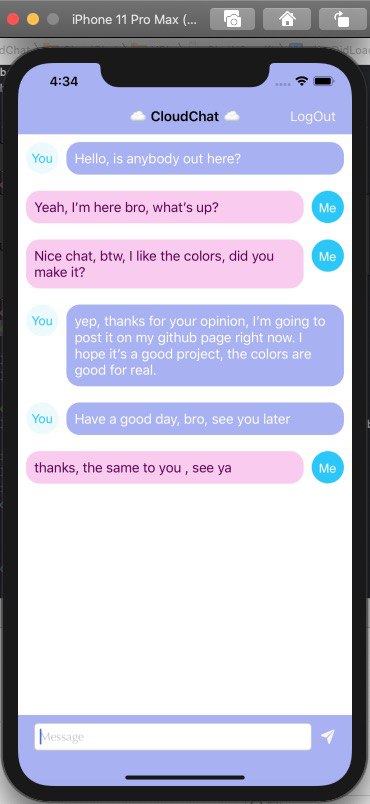 iPhone 11 Pro Max (...
4:34
☁️ CloudChat ☁️ LogOut
You Hello, is anybody out here?
Yeah, I'm here bro, what's up? Me
Nice chat, btw, I like the colors, did you Me
make it?
You yep, thanks for your opinion, I'm going to
post it on my github page right now. I
hope it's a good project, the colors are
good for real.
You Have a good day, bro, see you later
thanks, the same to you , see ya Me
Message